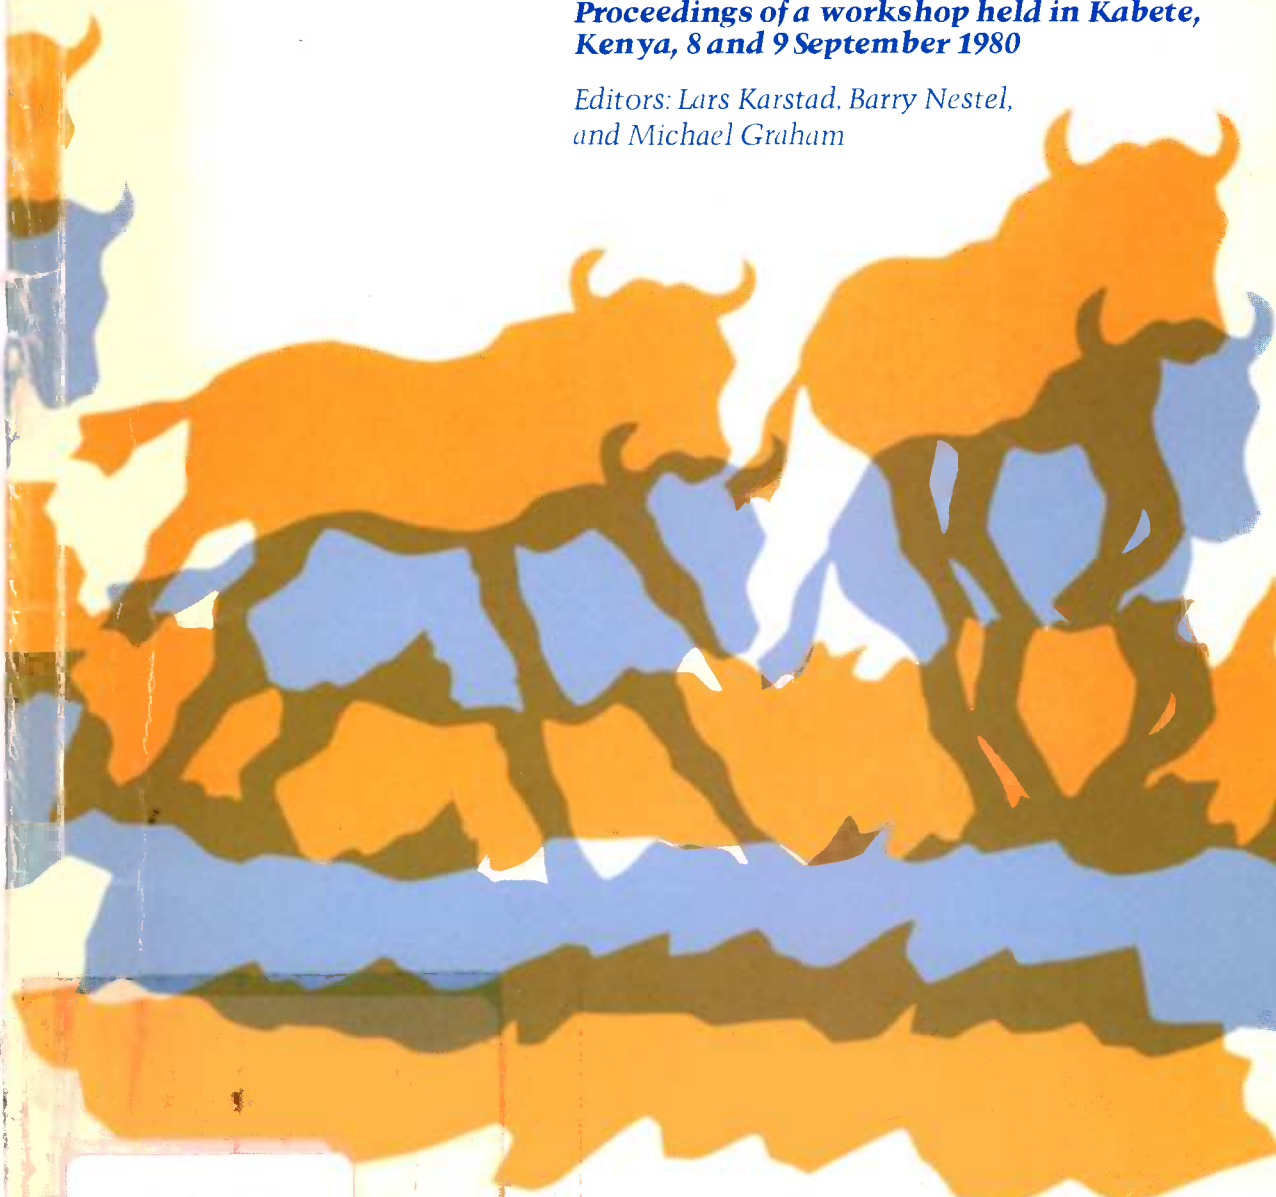 Proceedings of a workshop held in Kabete,
Kenya, 8 and 9 September 1980
Editors: Lars Karstad, Barry Nestel,
and Michael Graham